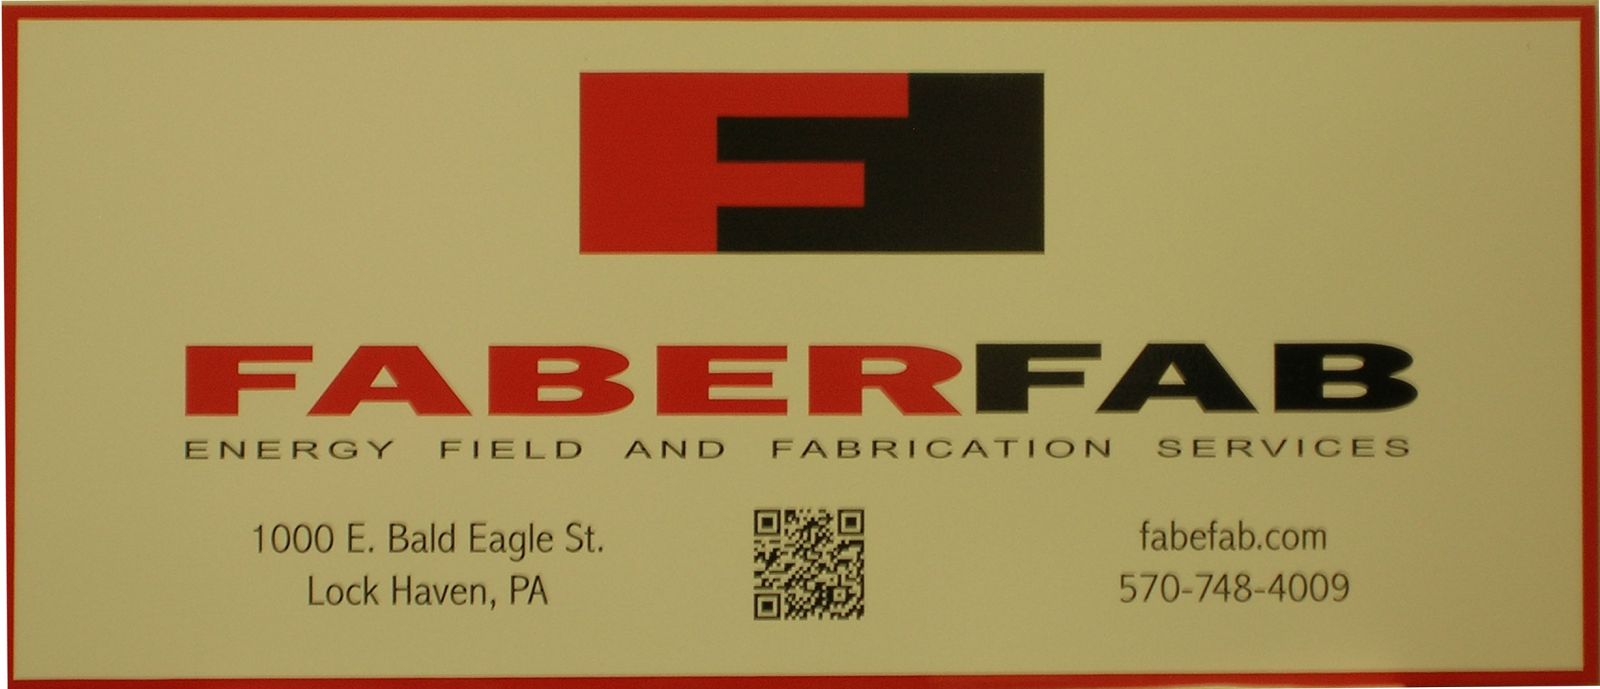 F
FABERFAB
ENERGY FIELD AND FABRICATION SERVICES
1000 E. Bald Eagle St.
Lock Haven, PA
fabefab.com
570-748-4009